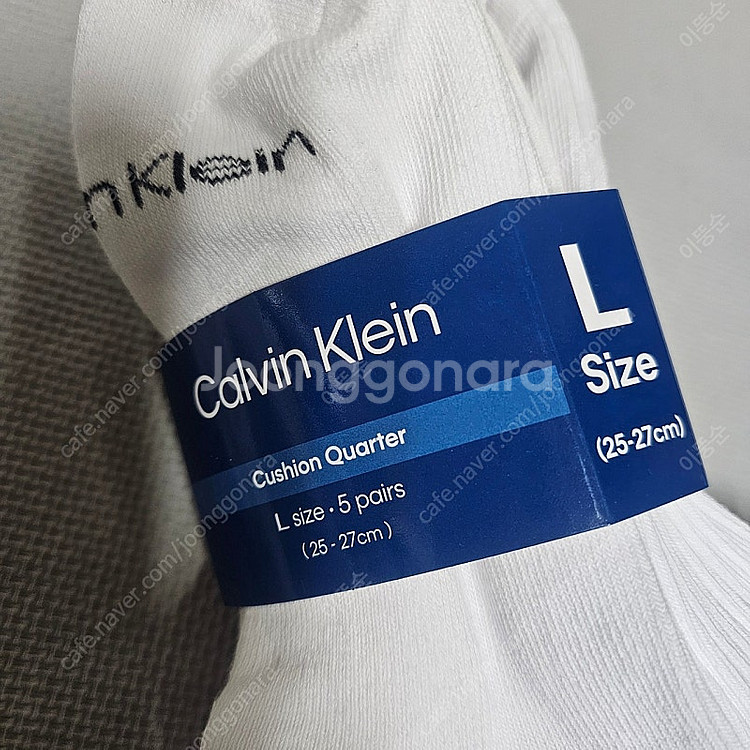 n Klein
Calvin Klein
Cushion Quarter
L size • 5 pairs
(25-27cm)
L
Size
(25-27cm)
Joonggonara
cafe.naver.com/joonggonara
이동순